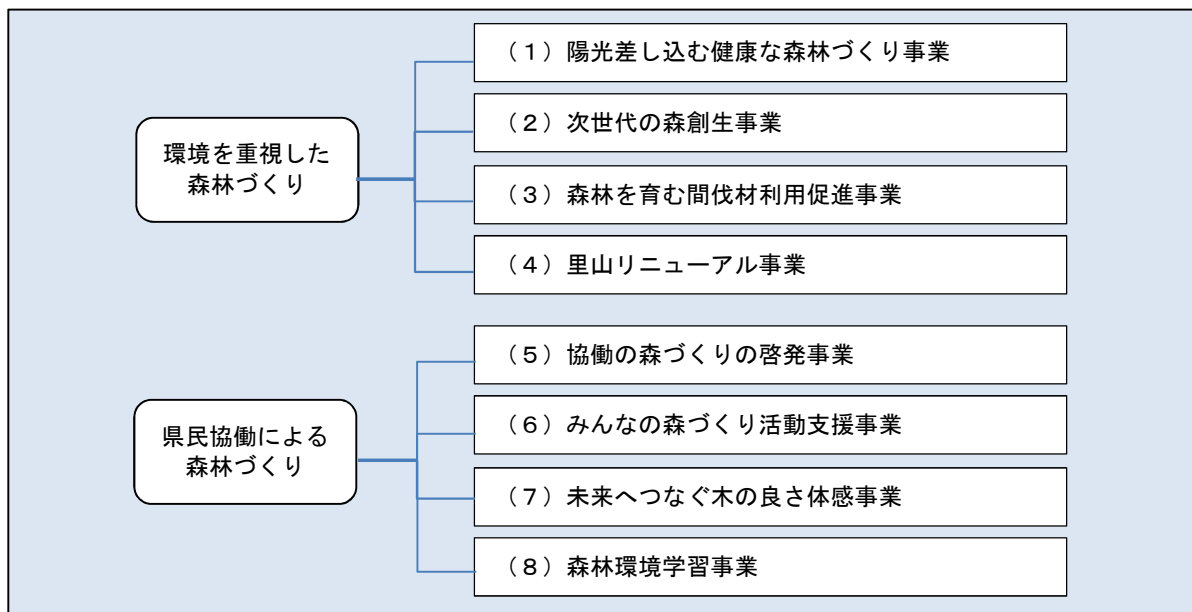 環境を重視した
森林づくり
（１）陽光差し込む健康な森林づくり事業
（２）次世代の森創生事業
（３）森林を育む間伐材利用促進事業
（４）里山リニューアル事業
県民協働による
森林づくり
（５）協働の森づくりの啓発事業
（６）みんなの森づくり活動支援事業
（７）未来へつなぐ木の良さ体感事業
（８）森林環境学習事業